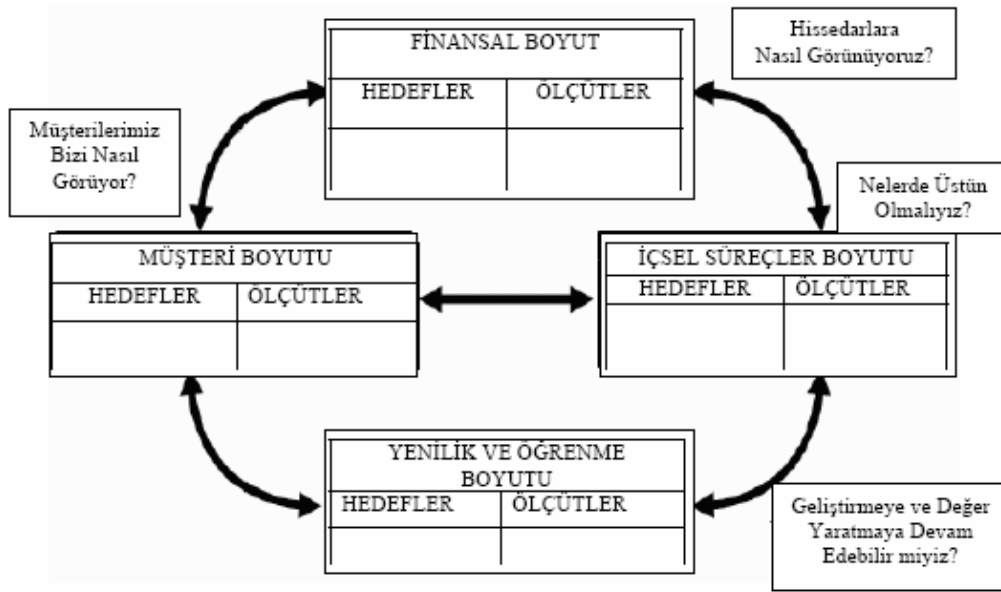 FİNANSAL BOYUT
HEDEFLER ÖLÇÜTLER
Hissedarlara
Nasıl Görünüyoruz?
Müşterilerimiz
Bizi Nasıl
Görüyor?
Nelerde Üstün
Olmalıyız?
MÜŞTERİ BOYUTU
HEDEFLER ÖLÇÜTLER
İÇSEL SÜREÇLER BOYUTU
HEDEFLER ÖLÇÜTLER
YENİLİK VE ÖĞRENME
BOYUTU
HEDEFLER ÖLÇÜTLER
Geliştirmeye ve Değer
Yaratmaya Devam
Edebilir miyiz?